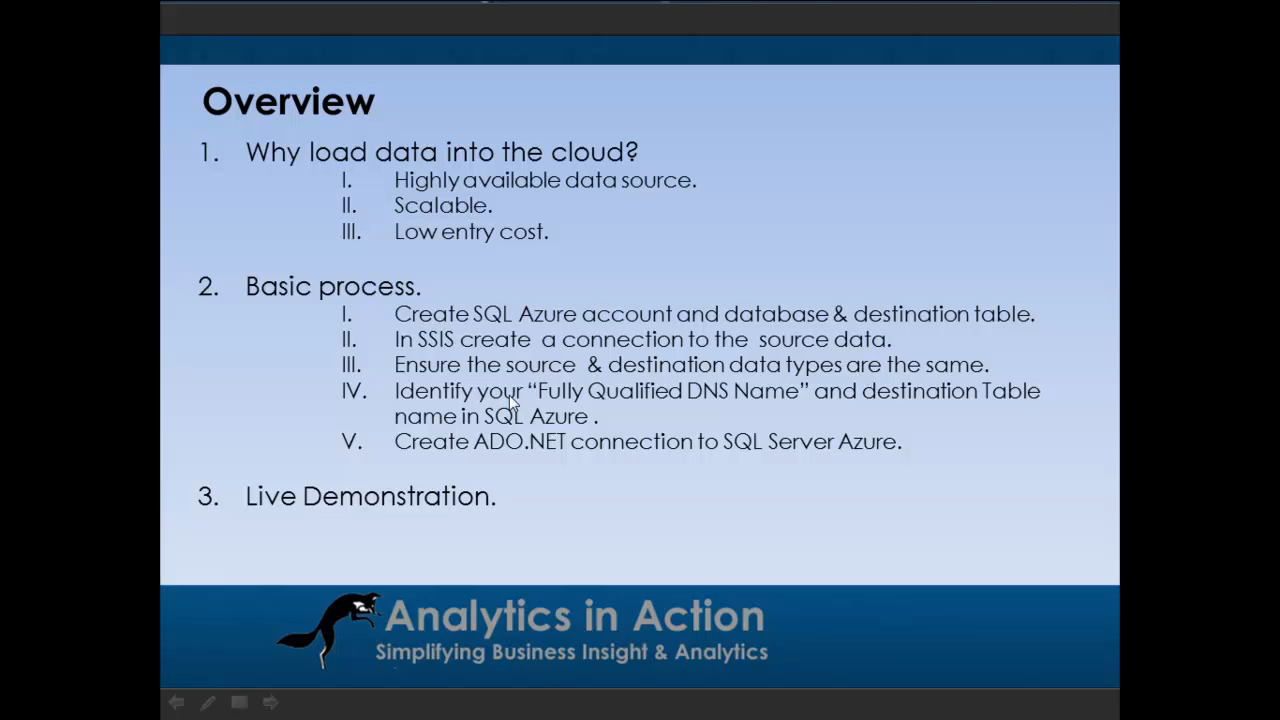 Overview
1. Why load data into the cloud?
I. Highly available data source.
II. Scalable.
III. Low entry cost.
2. Basic process.
I. Create SQL Azure account and database & destination table.
II. In SSIS create a connection to the source data.
III. Ensure the source & destination data types are the same.
IV. Identify your “Fully Qualified DNS Name” and destination Table
name in SQL Azure .
V. Create ADO.NET connection to SQL Server Azure.
3. Live Demonstration.
Analytics in Action
Simplifying Business Insight & Analytics